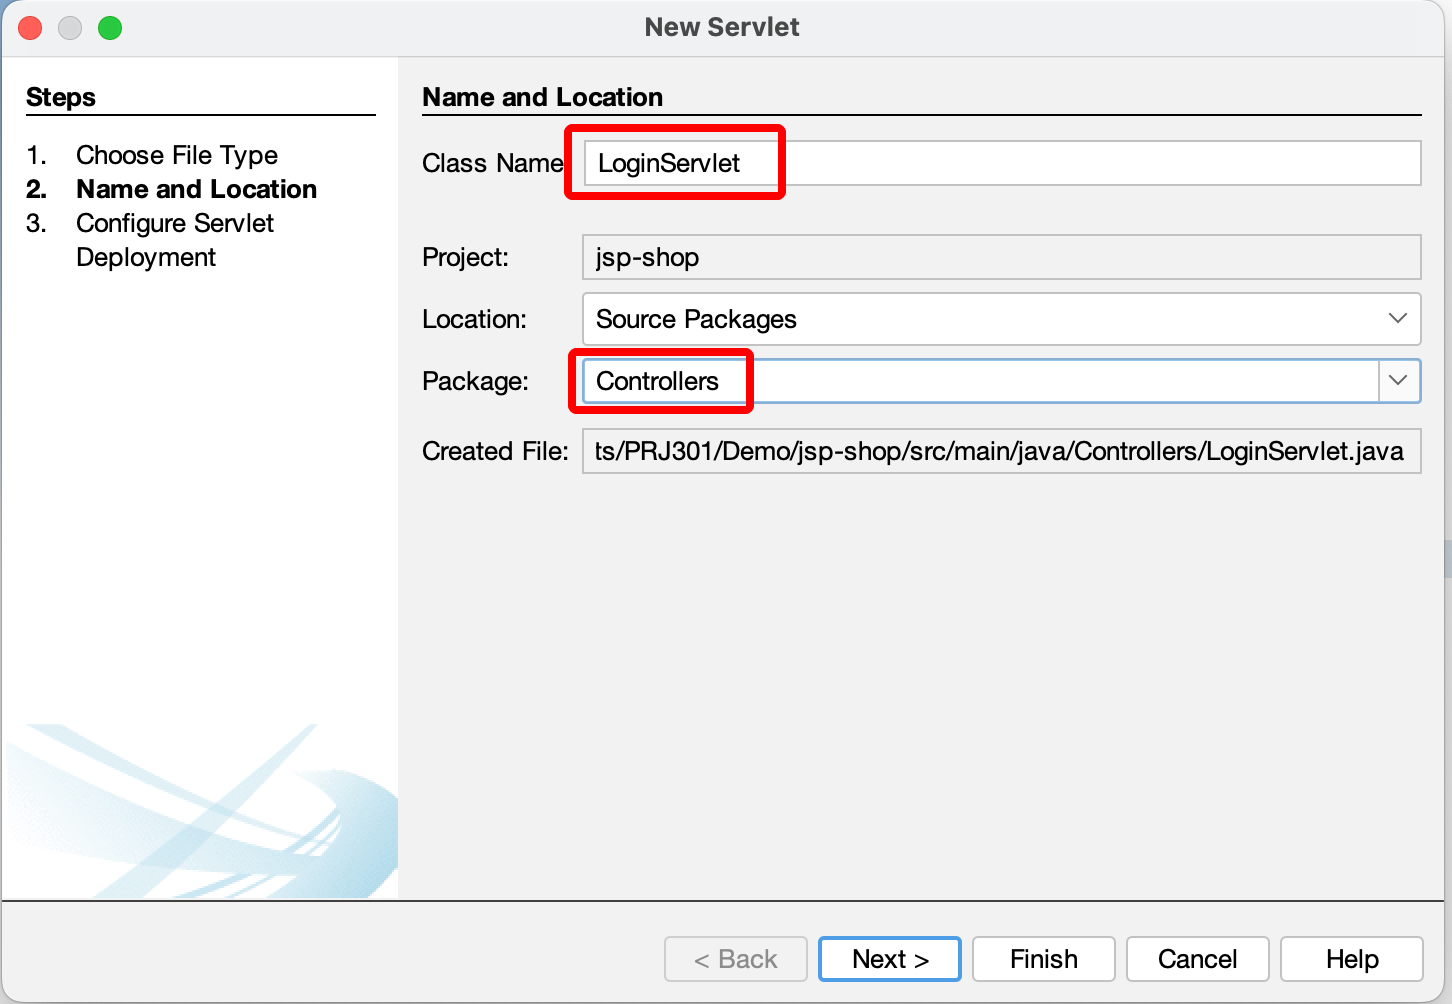 New Servlet
Steps
1. Choose File Type
2. Name and Location
3. Configure Servlet
Deployment
Name and Location
Class Name
LoginServlet
Project:
jsp-shop
Location:
Source Packages
Package:
Controllers
Created File:
ts/PRJ301/Demo/jsp-shop/src/main/java/Controllers/LoginServlet.java
< Back
Next >
Finish
Cancel
Help